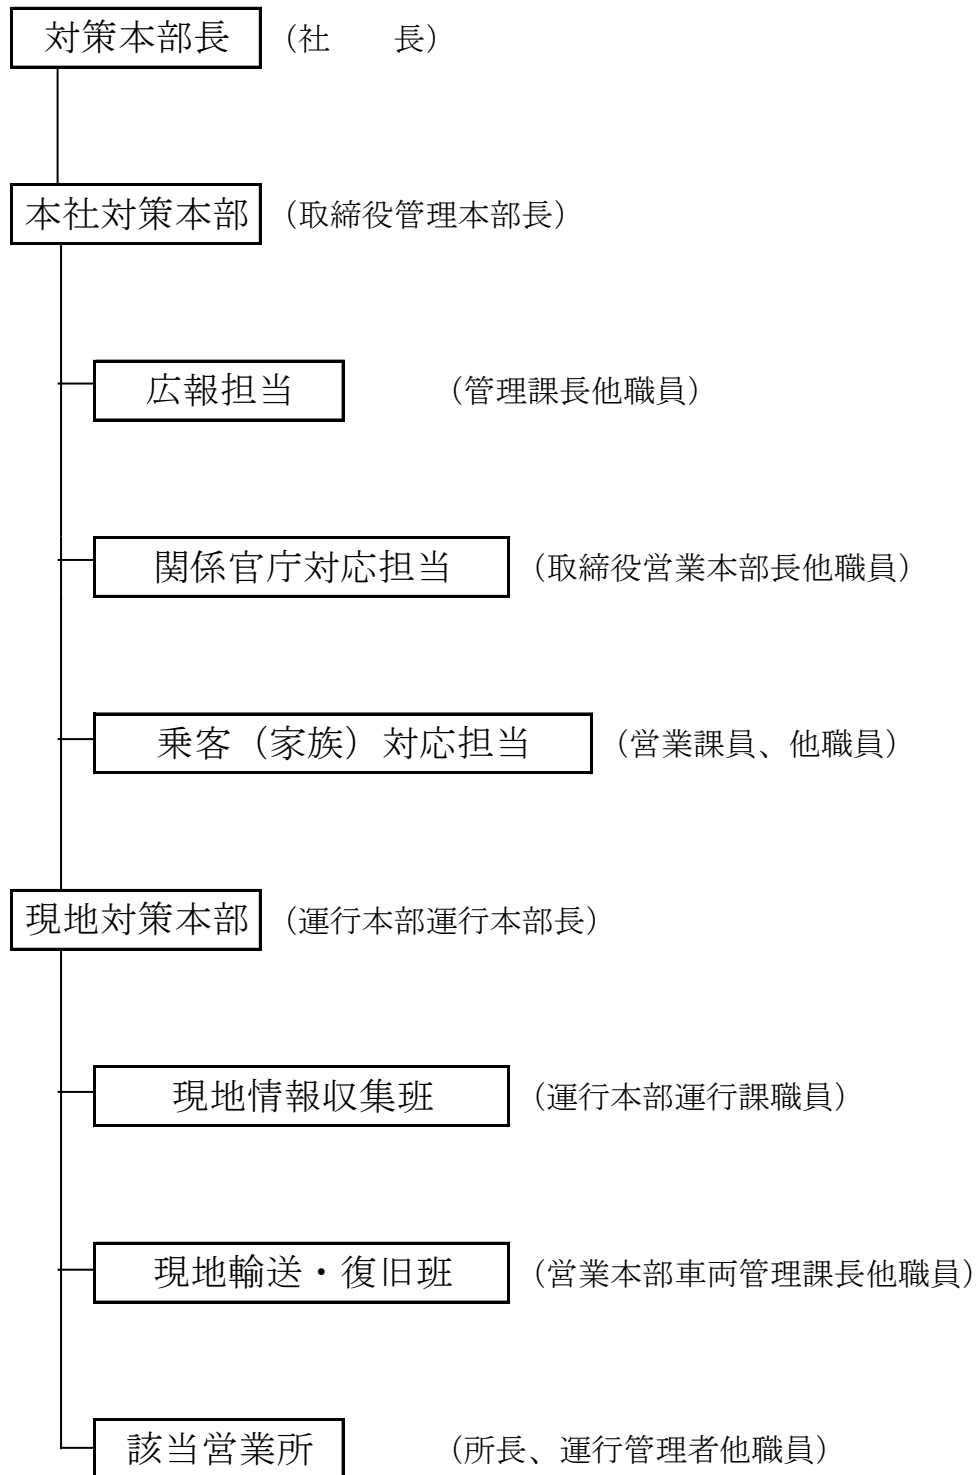 対策本部長 （社　　長）
本社対策本部 （取締役管理本部長）
広報担当 （管理課長他職員）
関係官庁対応担当 （取締役営業本部長他職員）
乗客（家族）対応担当 （営業課員、他職員）
現地対策本部 （運行本部運行本部長）
現地情報収集班 （運行本部運行課職員）
現地輸送・復旧班 （営業本部車両管理課長他職員）
該当営業所 （所長、運行管理者他職員）